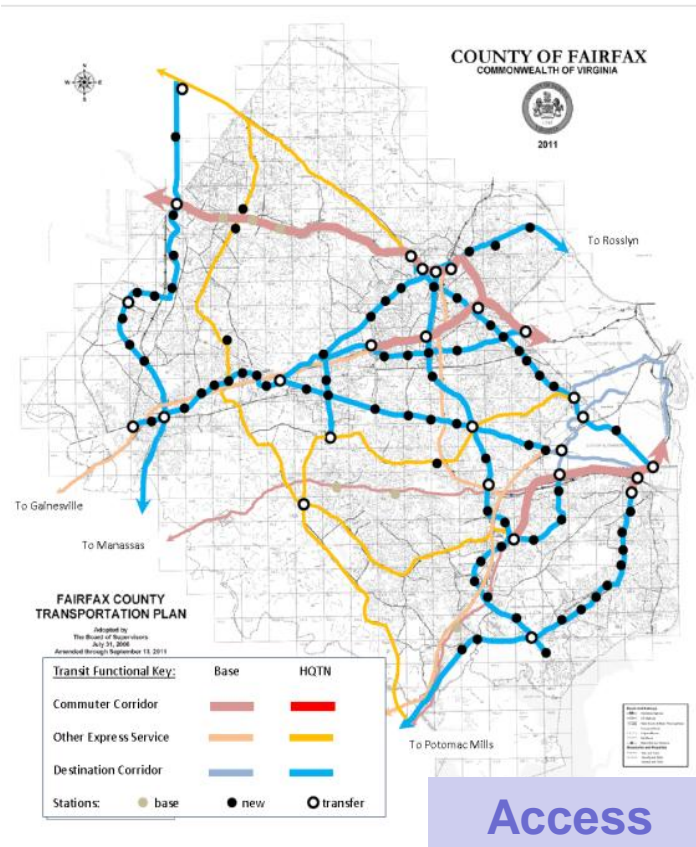 COUNTY OF FAIRFAX
COMMONWEALTH OF VIRGINIA
2011
N
W
E
S
To Rosslyn
To Gainesville
To Manassas
FAIRFAX COUNTY
TRANSPORTATION PLAN
Adopted by
The Board of Supervisors
July 31, 2006
Amended through September 13, 2011
Transit Functional Key: Base HQTN
Commuter Corridor
Other Express Service
Destination Corridor
Stations: base new transfer
To Potomac Mills
Access